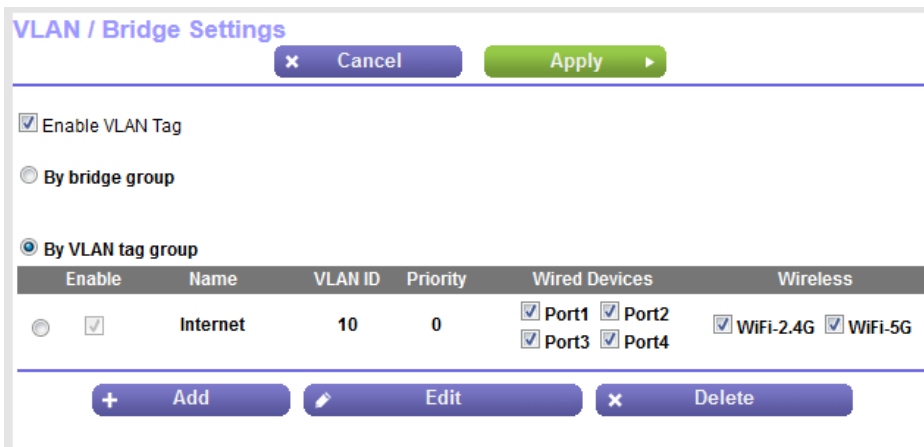 VLAN / Bridge Settings
Cancel Apply
Enable VLAN Tag
By bridge group
By VLAN tag group
Enable Name VLAN ID Priority Wired Devices Wireless
Internet 10 0 Port1 Port2 WiFi-2.4G WiFi-5G
Port3 Port4
Add Edit Delete